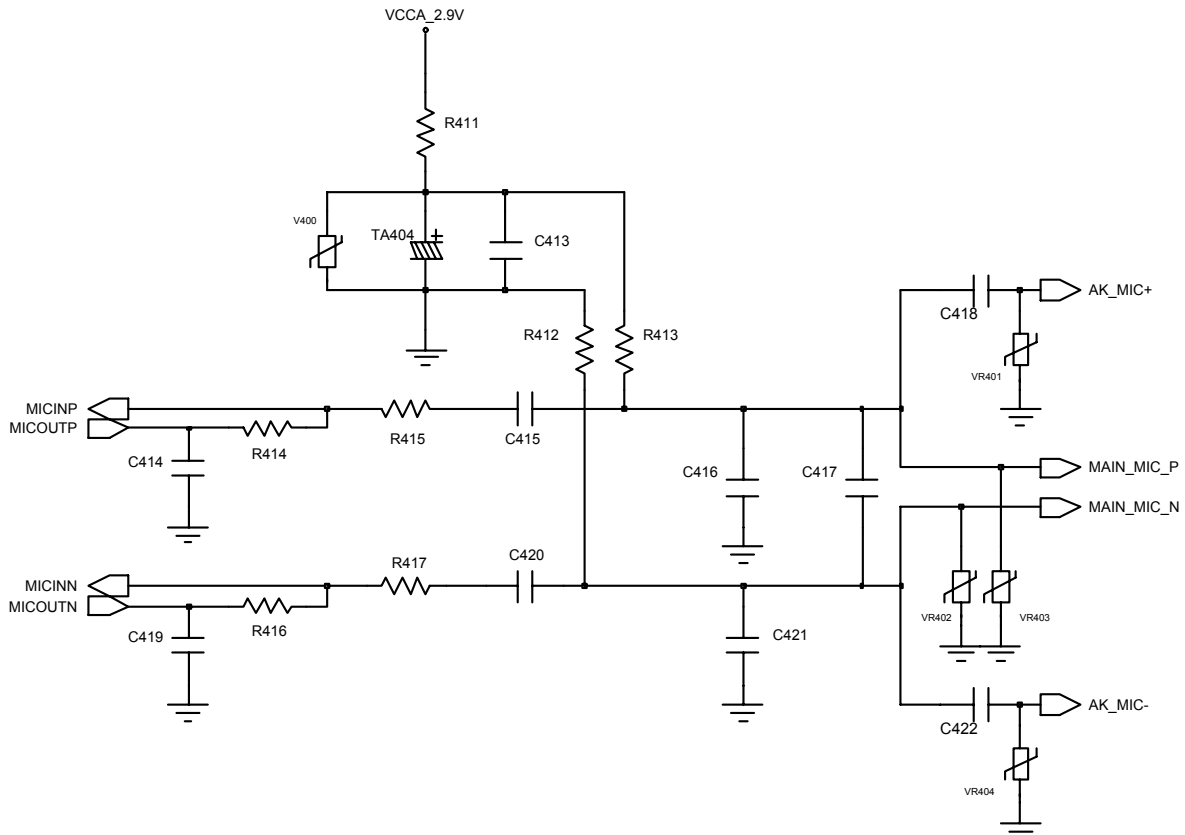 VCCA_2.9V
R411
V400
TA404
+
C413
R412
R413
C418
AK_MIC+
VR401
MICINP
MICOUTP
C414
R414
R415
C415
C416
C417
MAIN_MIC_P
MAIN_MIC_N
MICINN
MICOUTN
C419
R416
R417
C420
C421
VR402
VR403
C422
AK_MIC-
VR404